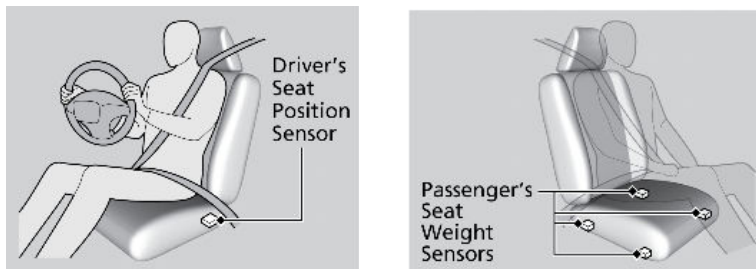 Driver's
Seat
Position
Sensor
Passenger's
Seat
Weight
Sensors